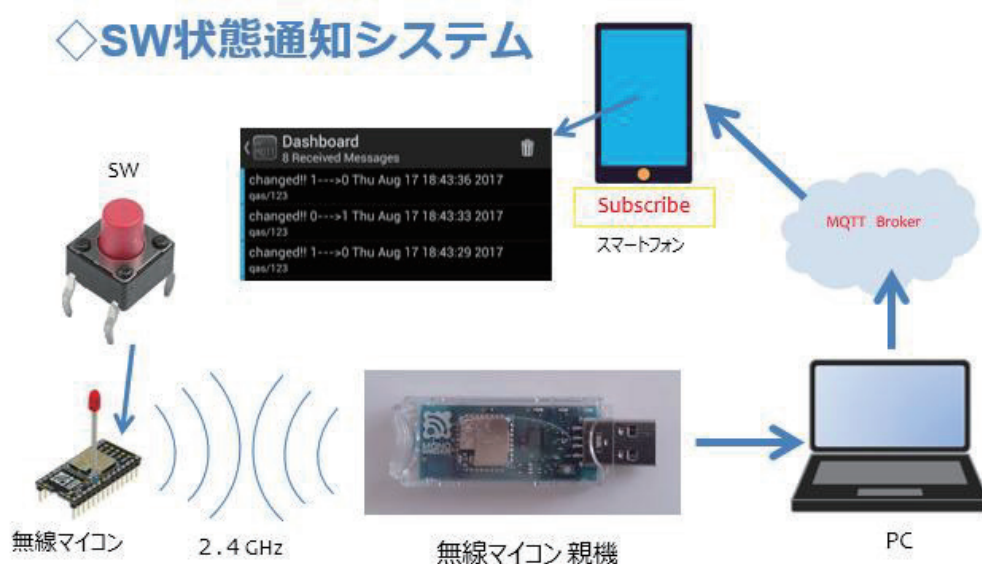 ◇SW状態通知システム
SW
Dashboard
8 Received Messages
changed!! 1--->0 Thu Aug 17 18:43:36 2017
qas/123
changed!! 0--->1 Thu Aug 17 18:43:33 2017
qas/123
changed!! 1--->0 Thu Aug 17 18:43:29 2017
qas/123
Subscribe
スマートフォン
MQTT Broker
無線マイコン
2.4 GHz
無線マイコン 親機
PC